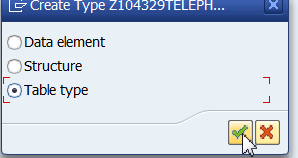 Create Type Z104329TELEPH...
Data element
Structure
Table type